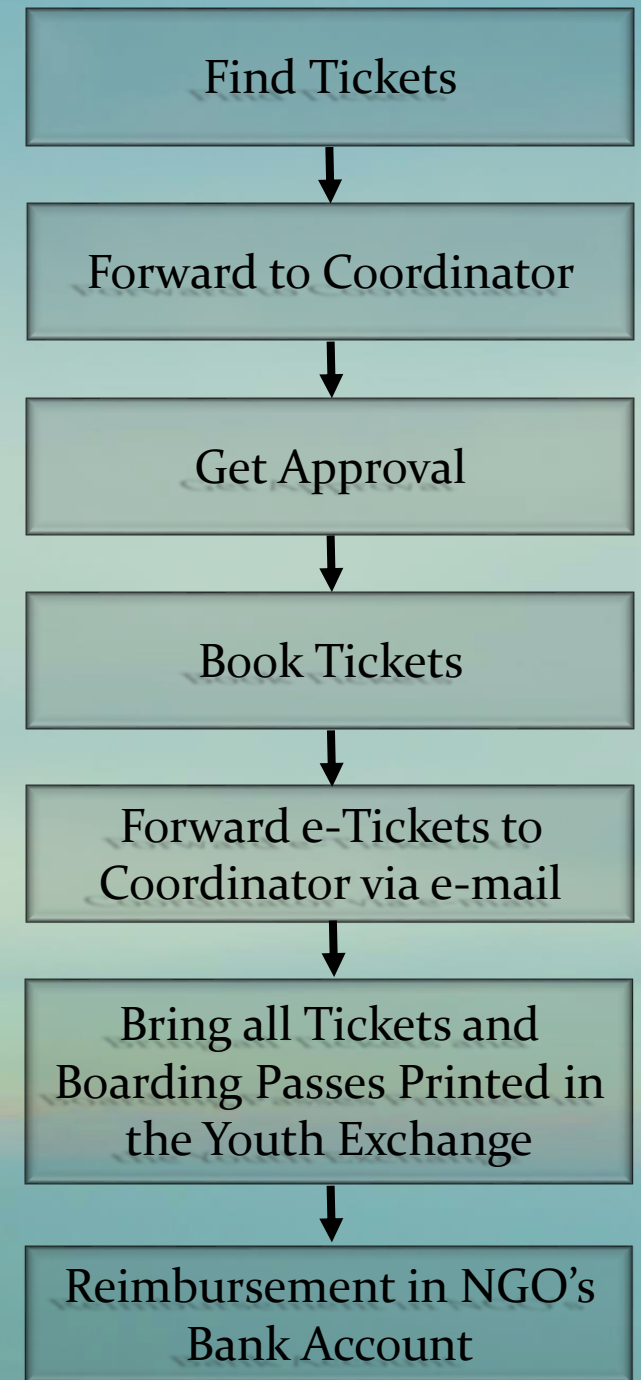 Find Tickets
Forward to Coordinator
Get Approval
Book Tickets
Forward e-Tickets to
Coordinator via e-mail
Bring all Tickets and
Boarding Passes Printed in
the Youth Exchange
Reimbursement in NGO’s
Bank Account